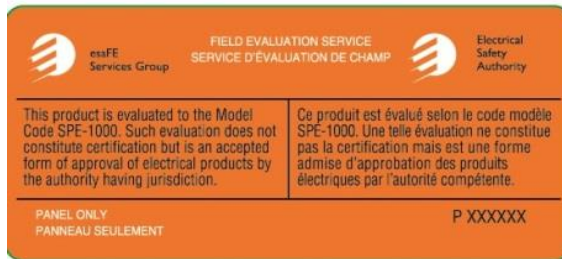 esaFE
Services Group
FIELD EVALUATION SERVICE
SERVICE D'ÉVALUATION DE CHAMP
Electrical
Safety
Authority
This product is evaluated to the Model
Code SPE-1000. Such evaluation does not
constitute certification but is an accepted
form of approval of electrical products by
the authority having jurisdiction.
Ce produit est évalué selon le code modèle
SPE-1000. Une telle évaluation ne constitue
pas la certification mais est une forme
admise d'approbation des produits
électriques par l'autorité compétente.
PANEL ONLY
PANNEAU SEULEMENT
P XXXXXX